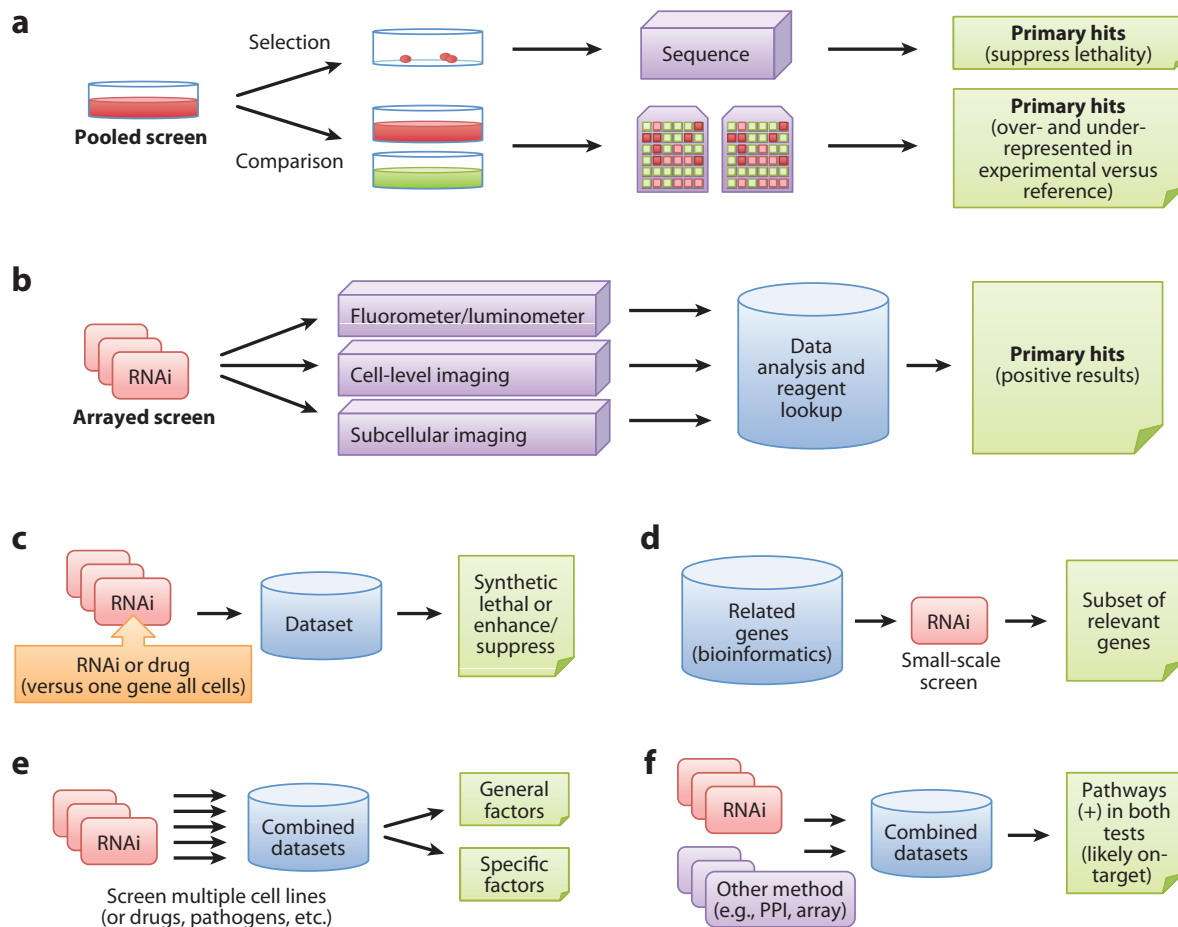 a
Selection
Pooled screen
Comparison
Sequence
Primary hits
(suppress lethality)
Primary hits
(over- and under-
represented in
experimental versus
reference)
b
RNAi
Arrayed screen
Fluorometer/luminometer
Cell-level imaging
Subcellular imaging
Data
analysis and
reagent
lookup
Primary hits
(positive results)
c
RNAi
RNAi or drug
(versus one gene all cells)
Dataset
Synthetic
lethal or
enhance/
suppress
d
Related
genes
(bioinformatics)
RNAi
Small-scale
screen
Subset of
relevant
genes
e
RNAi
Screen multiple cell lines
(or drugs, pathogens, etc.)
Combined
datasets
General
factors
Specific
factors
f
RNAi
Other method
(e.g., PPI, array)
Combined
datasets
Pathways
(+) in both
tests
(likely on-
target)